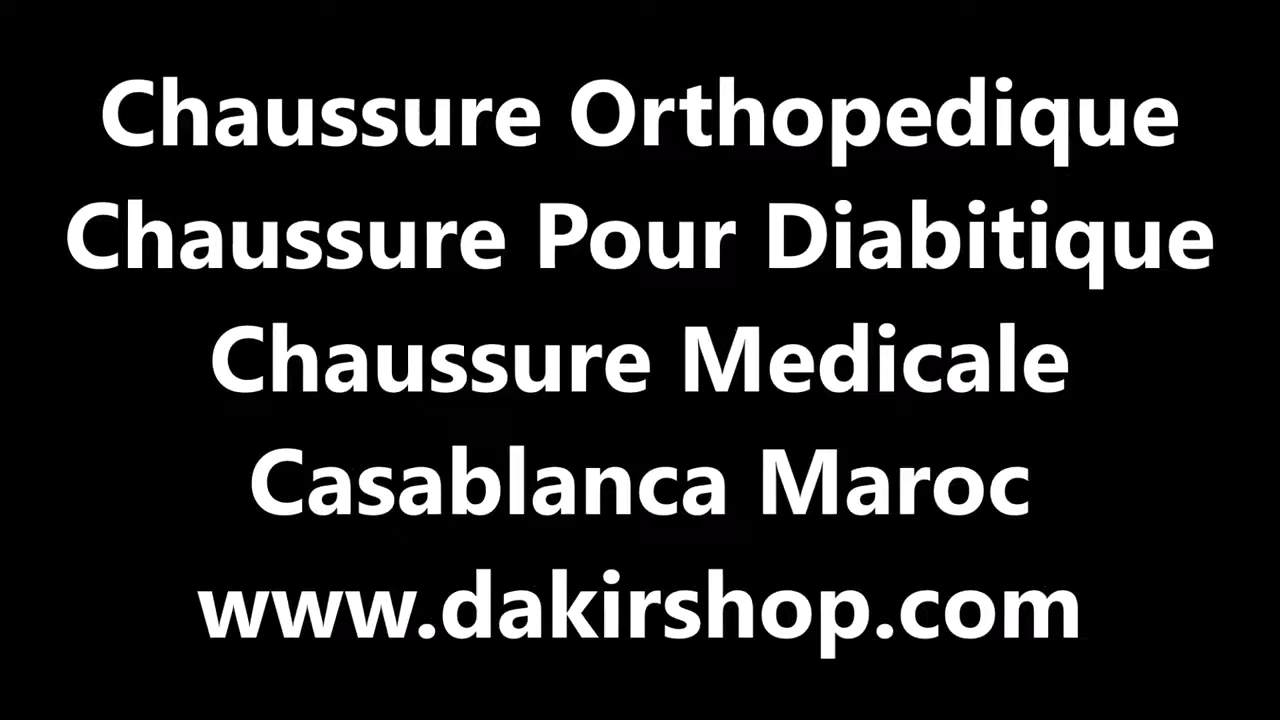 Chaussure Orthopedique
Chaussure Pour Diabitique
Chaussure Medicale
Casablanca Maroc
www.dakirshop.com